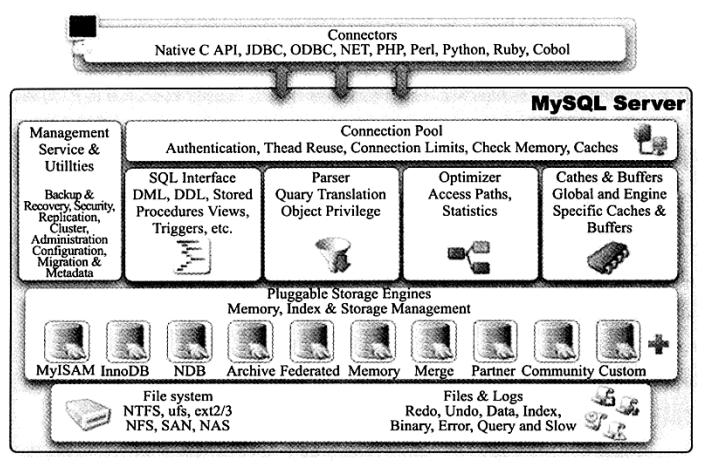 Connectors
Native C API, JDBC, ODBC, NET, PHP, Perl, Python, Ruby, Cobol
MySQL Server
Management
Service &
Utillties
Backup &
Recovery, Security,
Replication,
Cluster,
Administration
Configuration,
Migration &
Metadata
Connection Pool
Authentication, Thead Reuse, Connection Limits, Check Memory, Caches
SQL Interface
DML, DDL, Stored
Procedures Views,
Triggers, etc.
Parser
Quary Translation
Object Privilege
Optimizer
Access Paths,
Statistics
Cathes & Buffers
Global and Engine
Specific Caches &
Buffers
Pluggable Storage Engines
Memory, Index & Storage Management
MyISAM InnoDB NDB Archive Federated Memory Merge Partner Community Custom
File system
NTFS, ufs, ext2/3
NFS, SAN, NAS
Files & Logs
Redo, Undo, Data, Index,
Binary, Error, Query and Slow